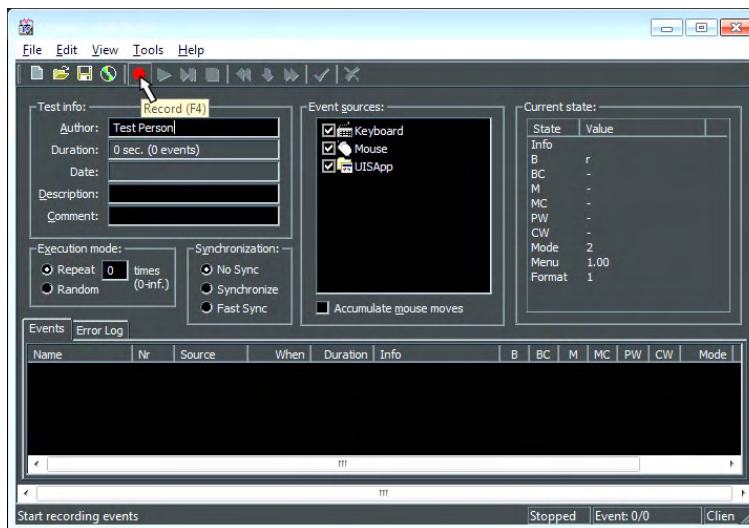 File Edit View Tools Help
Record (F4)
Test info:
Author: Test Person
Duration: 0 sec. (0 events)
Date:
Description:
Comment:
Event sources:
Keyboard
Mouse
UISApp
Accumulate mouse moves
Current state:
State Value
Info
B r
BC -
M -
MC -
PW -
CW -
Mode 2
Menu 1.00
Format 1
Execution mode:
Repeat 0 times
(0-inf.)
Random
Synchronization:
No Sync
Synchronize
Fast Sync
Events Error Log
Name Nr Source When Duration Info B BC M MC PW CW Mode
Start recording events Stopped Event: 0/0 Clien